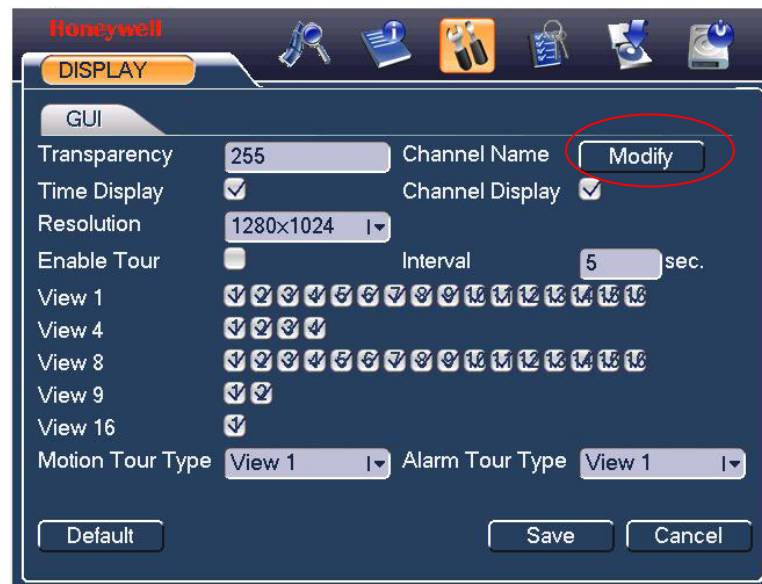 Honeywell
DISPLAY
GUI
Transparency 255 Channel Name Modify
Time Display Channel Display
Resolution 1280×1024
Enable Tour Interval 5 sec.
View 1 1 2 3 4 5 6 7 8 9 10 11 12 13 14 15 16
View 4 1 2 3 4
View 8 1 2 3 4 5 6 7 8 9 10 11 12 13 14 15 16
View 9 1 2
View 16 1
Motion Tour Type View 1 Alarm Tour Type View 1
Default Save Cancel